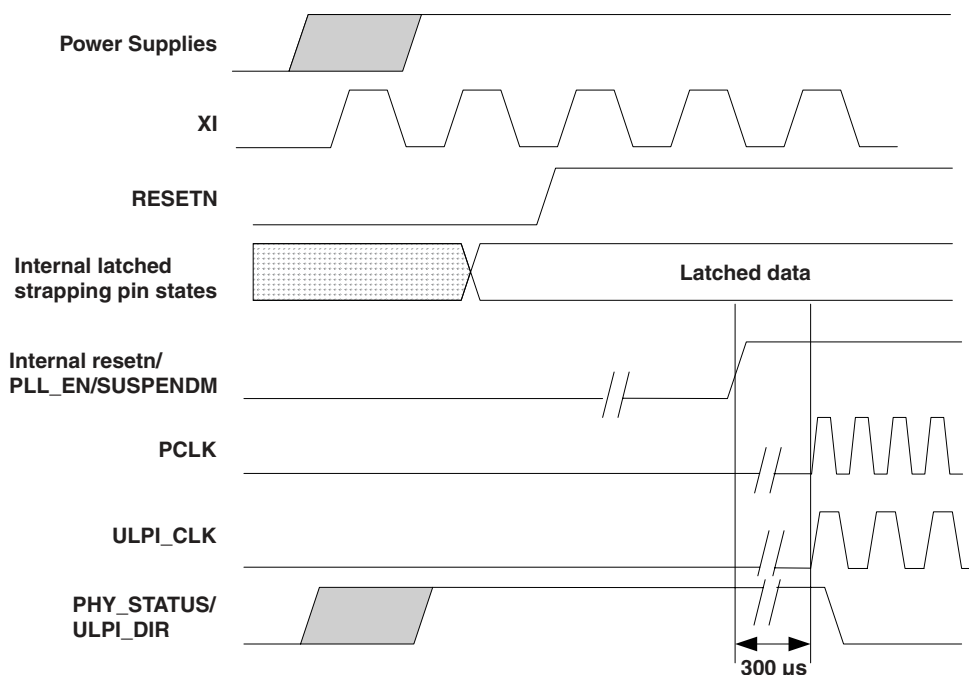 Power Supplies
XI
RESETN
Internal latched
strapping pin states
Latched data
Internal resetn/
PLL_EN/SUSPENDM
PCLK
ULPI_CLK
PHY_STATUS/
ULPI_DIR
300 µs